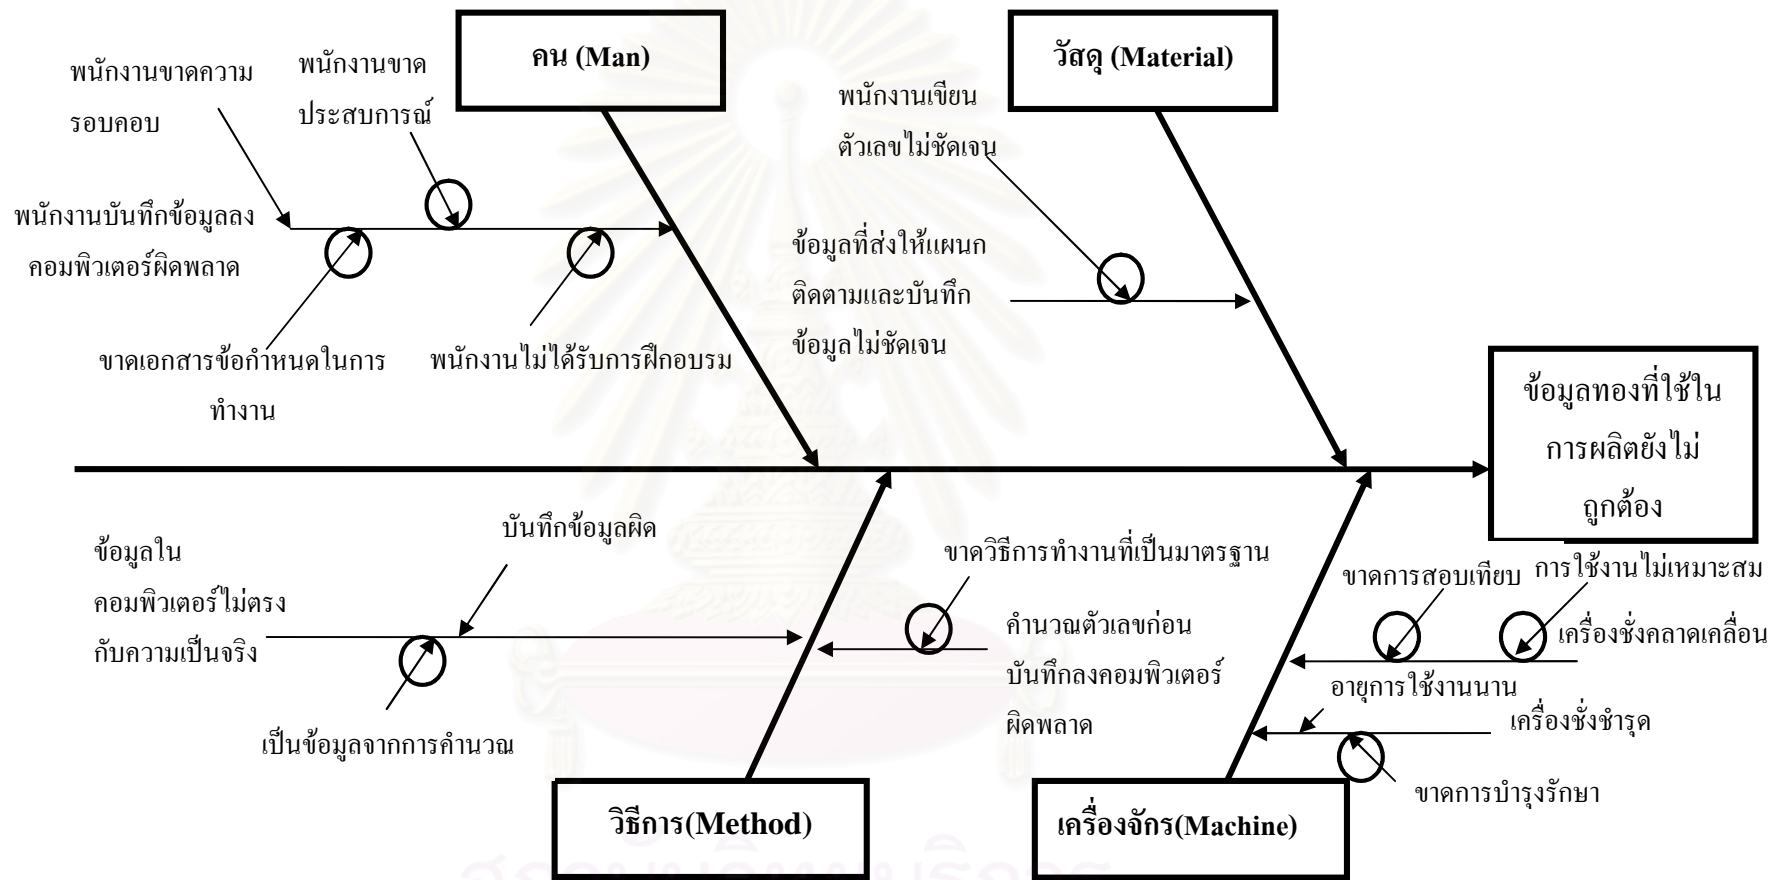 คน (Man)
วัสดุ (Material)
พนักงานขาดความ
รอบคอบ
พนักงานขาด
ประสบการณ์
พนักงานเขียน
ตัวเลขไม่ชัดเจน
พนักงานบันทึกข้อมูลลง
คอมพิวเตอร์ผิดพลาด
ข้อมูลที่ส่งให้แผนก
ติดตามและบันทึก
ข้อมูลไม่ชัดเจน
ขาดเอกสารข้อกำหนดในการ
ทำงาน
พนักงานไม่ได้รับการฝึกอบรม
ข้อมูลทองที่ใช้ใน
การผลิตยังไม่
ถูกต้อง
ข้อมูลใน
คอมพิวเตอร์ไม่ตรง
กับความเป็นจริง
บันทึกข้อมูลผิด
เป็นข้อมูลจากการคำนวณ
ขาดวิธีการทำงานที่เป็นมาตรฐาน
คำนวณตัวเลขก่อน
บันทึกลงคอมพิวเตอร์
ผิดพลาด
ขาดการสอบเทียบ
การใช้งานไม่เหมาะสม
เครื่องชั่งคลาดเคลื่อน
อายุการใช้งานนาน
เครื่องชั่งชำรุด
ขาดการบำรุงรักษา
วิธีการ(Method)
เครื่องจักร(Machine)
สถาบันวิทยบริการ